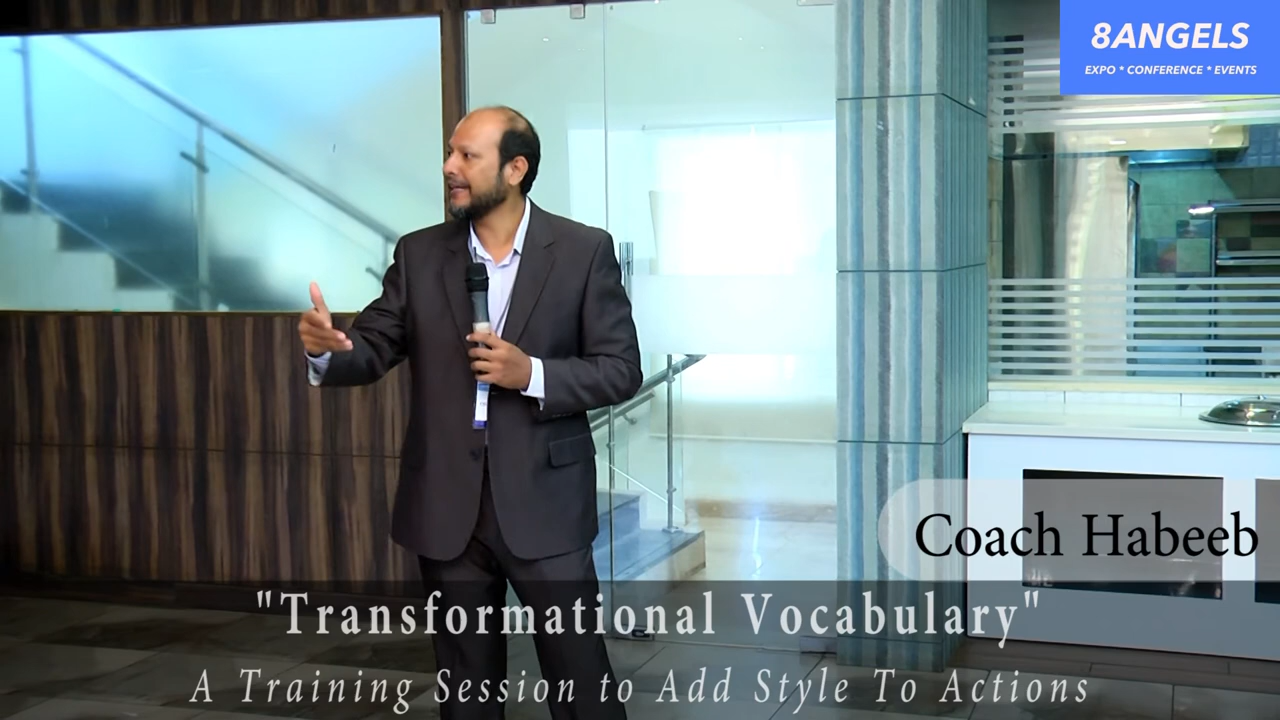 8ANGELS
EXPO * CONFERENCE * EVENTS
Coach Habeeb
"Transformational Vocabulary"
A Training Session to Add Style To Actions